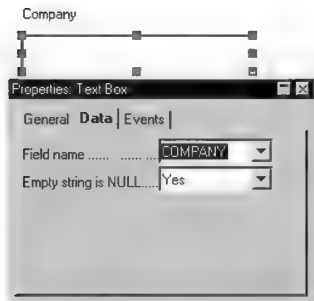 Company
Properties: Text Box
General Data Events
Field name ...... ...... ... COMPANY
Empty string is NULL..... Yes